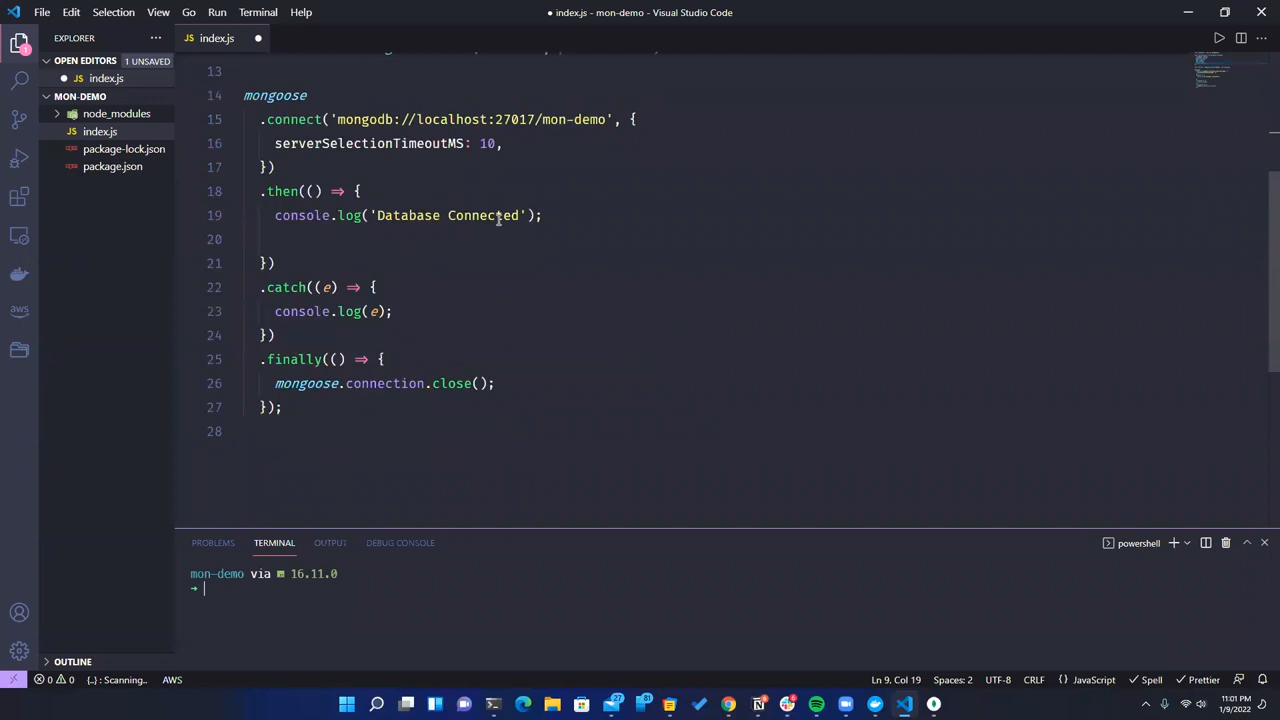 File Edit Selection View Go Run Terminal Help
● index.js - mon-demo - Visual Studio Code
EXPLORER
index.js
OPEN EDITORS 1 UNSAVED
index.js
MON-DEMO
node_modules
index.js
package-lock.json
package.json
13
14 mongoose
15 .connect('mongodb://localhost:27017/mon-demo', {
16 serverSelectionTimeoutMS: 10,
17 })
18 .then(() => {
19 console.log('Database Connected');
20
21 })
22 .catch((e) => {
23 console.log(e);
24 })
25 .finally(() => {
26 mongoose.connection.close();
27 });
28
aws
PROBLEMS TERMINAL OUTPUT DEBUG CONSOLE
powershell
mon-demo via 16.11.0
➜
OUTLINE
0 0 {..} : Scanning.. AWS
Ln 9, Col 19 Spaces: 2 UTF-8 CRLF JavaScript Spell Prettier
27 81
11:01 PM
1/9/2022